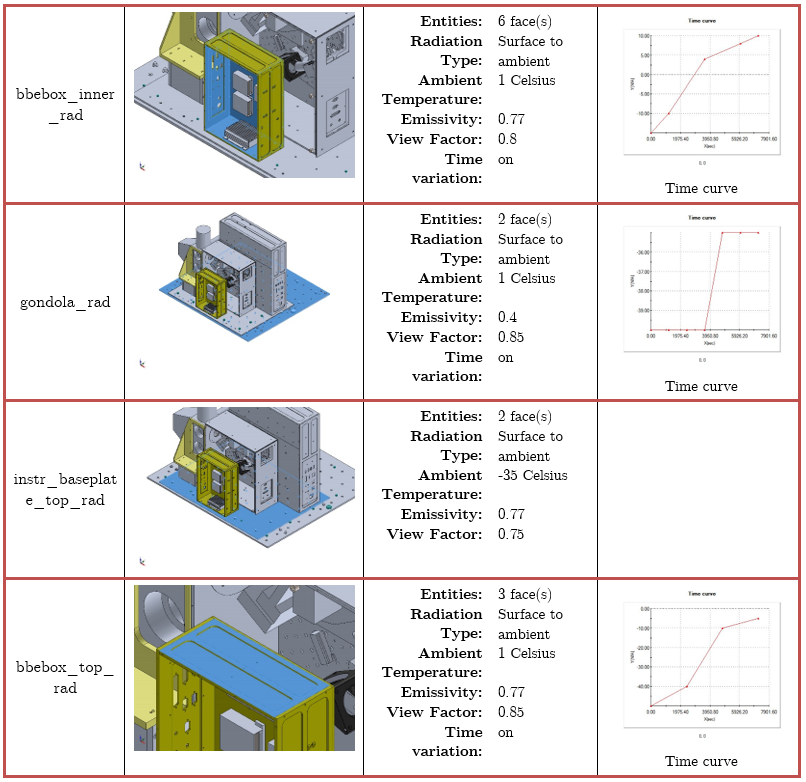 bbebox_inner
_rad
Entities: 6 face(s)
Radiation Surface to
Type: ambient
Ambient 1 Celsius
Temperature:
Emissivity: 0.77
View Factor: 0.8
Time on
variation:
Time curve
10.00
5.00
0.00
-5.00
-10.00
0.00 1975.40 3950.80 5926.20 7901.60
X(sec)
0, 0
Time curve
gondola_rad
Entities: 2 face(s)
Radiation Surface to
Type: ambient
Ambient 1 Celsius
Temperature:
Emissivity: 0.4
View Factor: 0.85
Time on
variation:
Time curve
-36.00
-37.00
-38.00
-39.00
0.00 1975.40 3950.80 5926.20 7901.60
X(sec)
0, 0
Time curve
instr_baseplat
e_top_rad
Entities: 2 face(s)
Radiation Surface to
Type: ambient
Ambient -35 Celsius
Temperature:
Emissivity: 0.77
View Factor: 0.75
bbebox_top_
rad
Entities: 3 face(s)
Radiation Surface to
Type: ambient
Ambient 1 Celsius
Temperature:
Emissivity: 0.77
View Factor: 0.85
Time on
variation:
Time curve
0.00
-10.00
-20.00
-30.00
-40.00
0.00 1975.40 3950.80 5926.20 7901.60
X(sec)
0, 0
Time curve